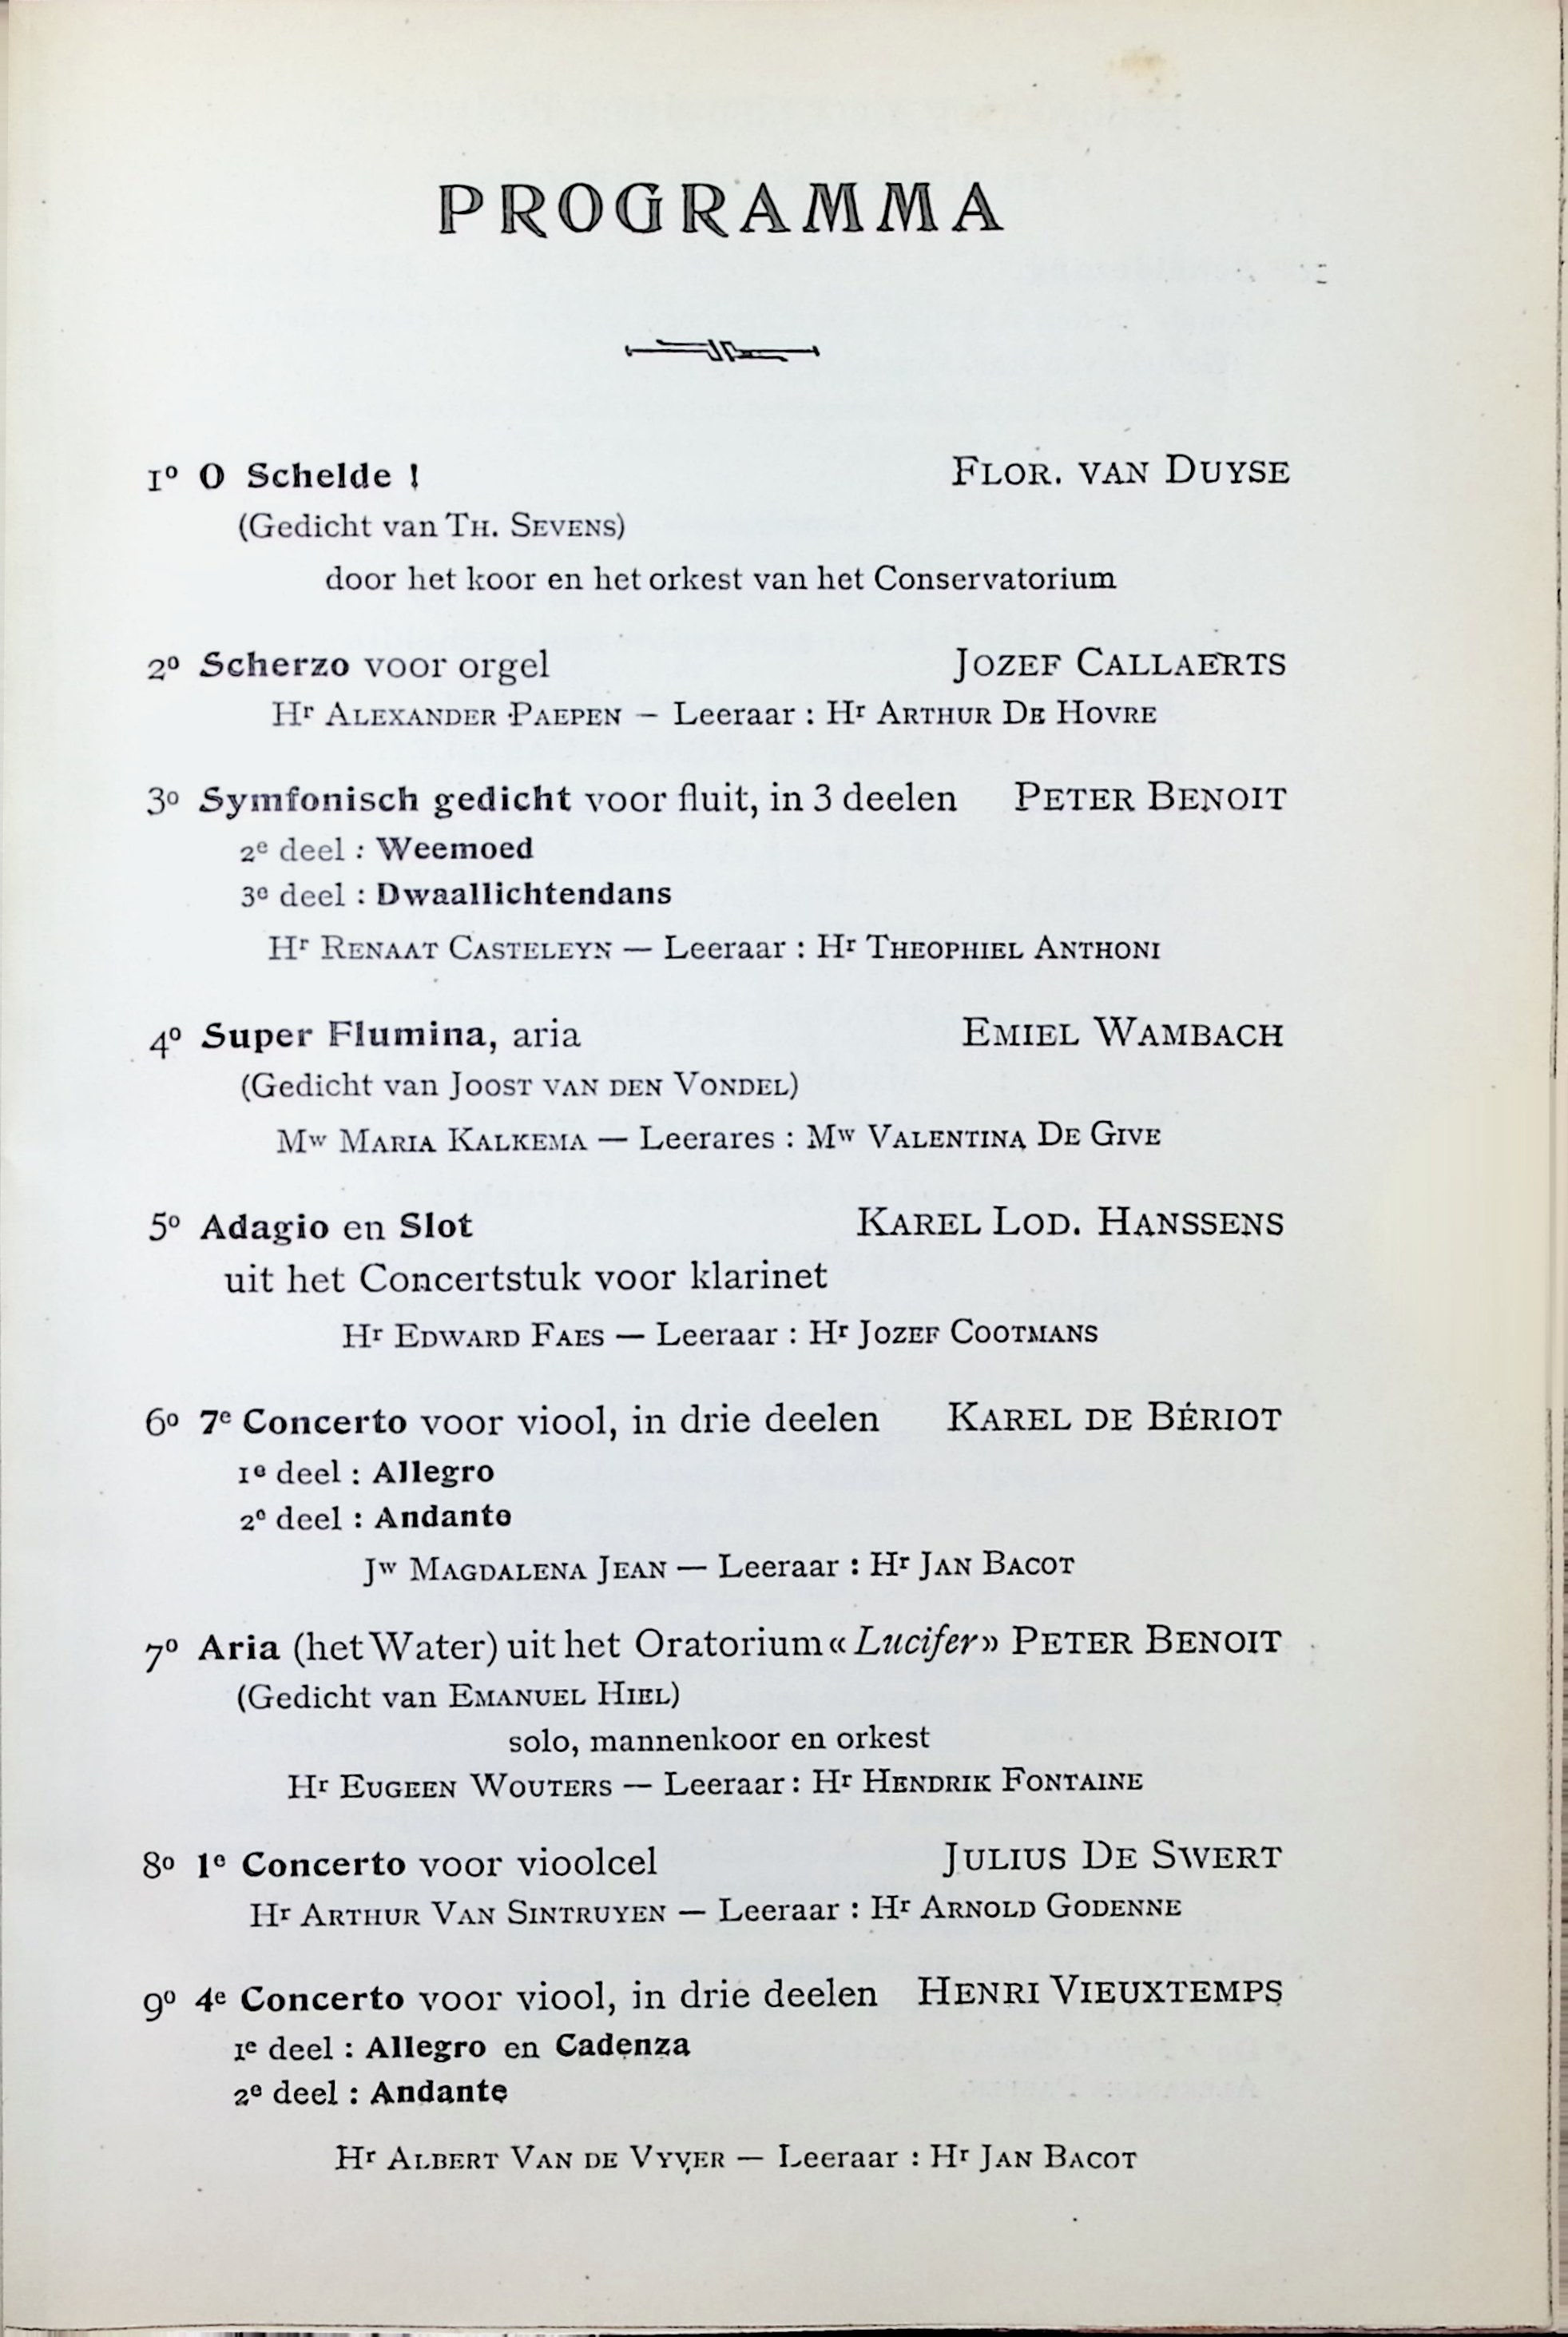 PROGRAMMA
1º O Schelde ! FLOR. VAN DUYSE
(Gedicht van TH. SEVENS)
door het koor en het orkest van het Conservatorium
2º Scherzo voor orgel JOZEF CALLAERTS
Hr ALEXANDER PAEPEN — Leeraar : Hr ARTHUR DE HOVRE
3º Symfonisch gedicht voor fluit, in 3 deelen PETER BENOIT
2e deel : Weemoed
3e deel : Dwaallichtendans
Hr RENAAT CASTELEYN — Leeraar : Hr THEOPHIEL ANTHONI
4º Super Flumina, aria EMIEL WAMBACH
(Gedicht van JOOST VAN DEN VONDEL)
Mw MARIA KALKEMA — Leerares : Mw VALENTINA DE GIVE
5º Adagio en Slot KAREL LOD. HANSSENS
uit het Concertstuk voor klarinet
Hr EDWARD FAES — Leeraar : Hr JOZEF COOTMANS
6º 7e Concerto voor viool, in drie deelen KAREL DE BÉRIOT
1e deel : Allegro
2e deel : Andante
Jw MAGDALENA JEAN — Leeraar : Hr JAN BACOT
7º Aria (het Water) uit het Oratorium « Lucifer » PETER BENOIT
(Gedicht van EMANUEL HIEL)
solo, mannenkoor en orkest
Hr EUGEEN WOUTERS — Leeraar : Hr HENDRIK FONTAINE
8º 1e Concerto voor vioolcel JULIUS DE SWERT
Hr ARTHUR VAN SINTRUYEN — Leeraar : Hr ARNOLD GODENNE
9º 4e Concerto voor viool, in drie deelen HENRI VIEUXTEMPS
1e deel : Allegro en Cadenza
2e deel : Andante
Hr ALBERT VAN DE VYVER — Leeraar : Hr JAN BACOT